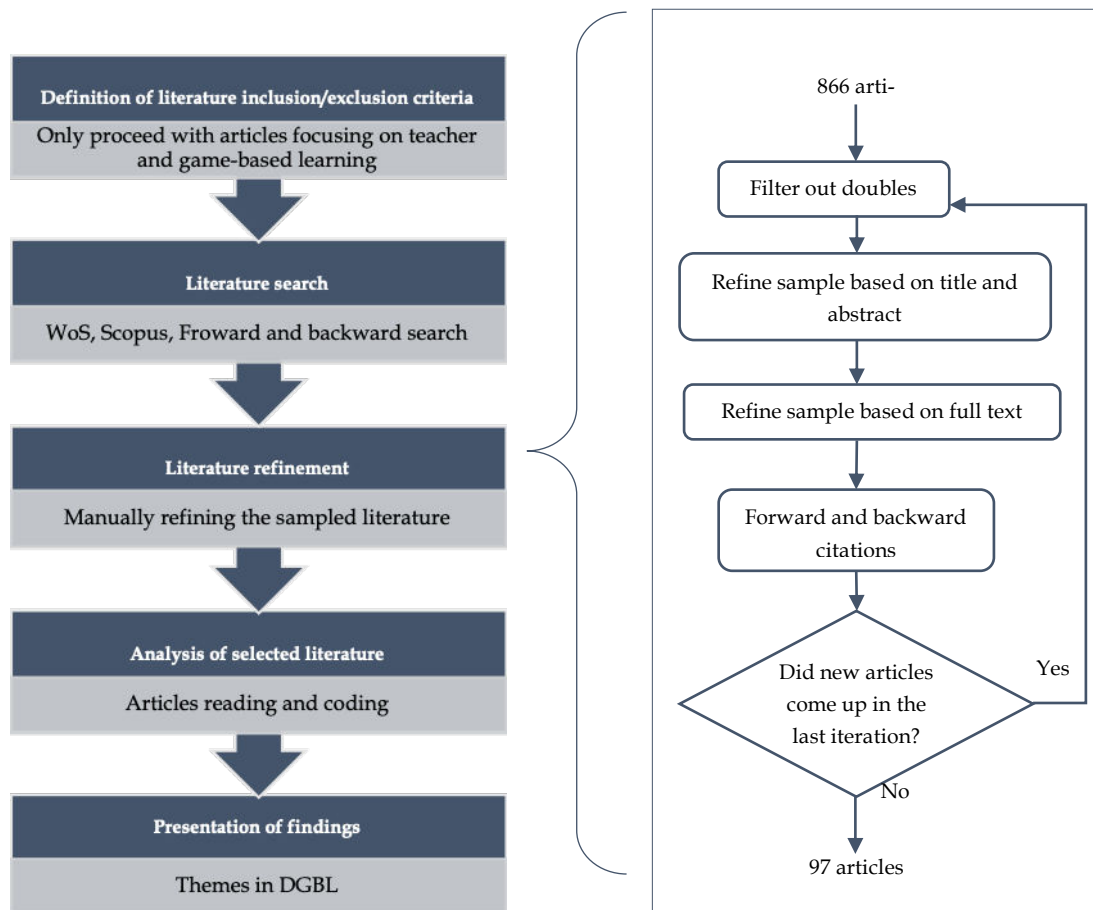 Definition of literature inclusion/exclusion criteria
Only proceed with articles focusing on teacher
and game-based learning
Literature search
WoS, Scopus, Froward and backward search
Literature refinement
Manually refining the sampled literature
Analysis of selected literature
Articles reading and coding
Presentation of findings
Themes in DGBL
866 arti-
Filter out doubles
Refine sample based on title and
abstract
Refine sample based on full text
Forward and backward
citations
Did new articles
come up in the
last iteration?
Yes
No
97 articles